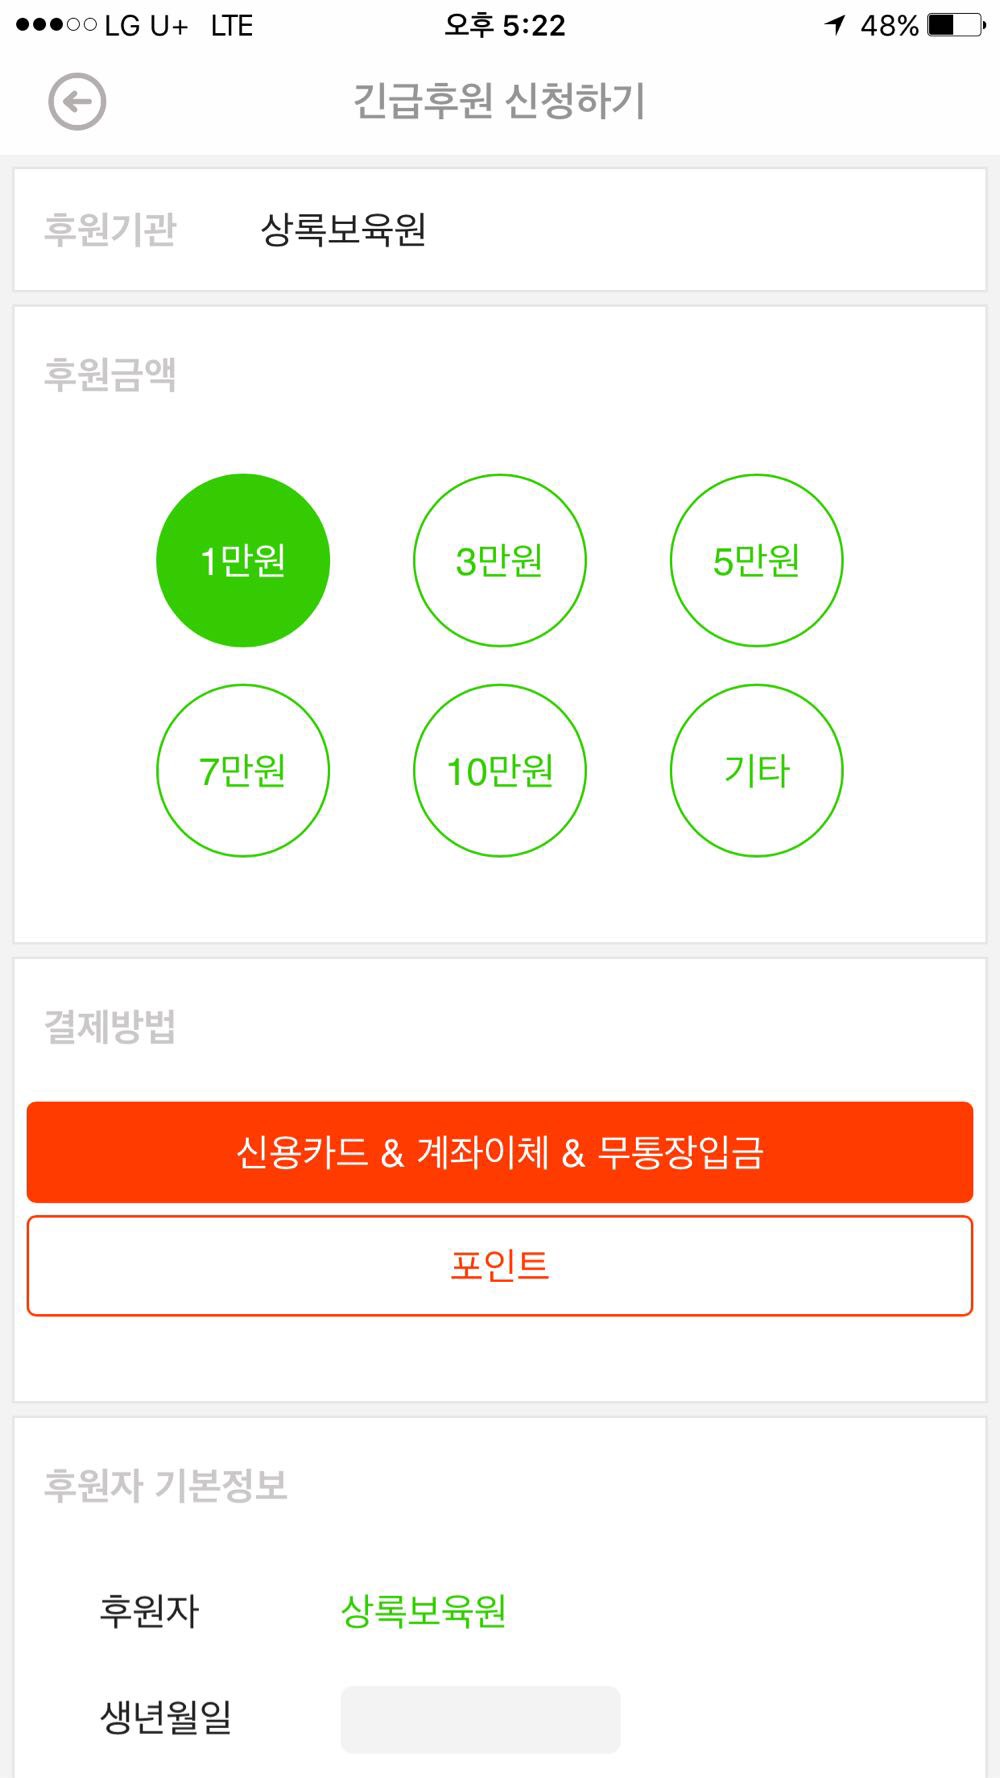 LG U+ LTE 오후 5:22 48%
긴급후원 신청하기
후원기관 상록보육원
후원금액
1만원 3만원 5만원
7만원 10만원 기타
결제방법
신용카드 & 계좌이체 & 무통장입금
포인트
후원자 기본정보
후원자 상록보육원
생년월일